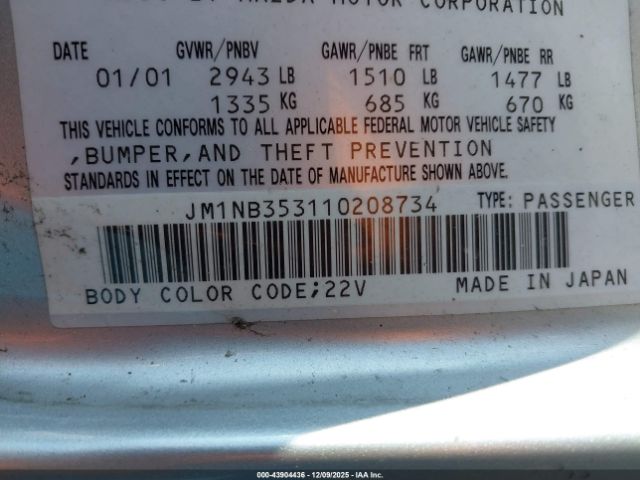 MAZDA MOTOR CORPORATION
DATE GVWR/PNBV GAWR/PNBE FRT GAWR/PNBE RR
01/01 2943 LB 1510 LB 1477 LB
1335 KG 685 KG 670 KG
THIS VEHICLE CONFORMS TO ALL APPLICABLE FEDERAL MOTOR VEHICLE SAFETY
,BUMPER,AND THEFT PREVENTION
STANDARDS IN EFFECT ON THE DATE OF MANUFACTURE SHOWN ABOVE.
JM1NB353110208734 TYPE: PASSENGER
BODY COLOR CODE;22V MADE IN JAPAN
000-43904436 - 12/09/2025 - IAA Inc.